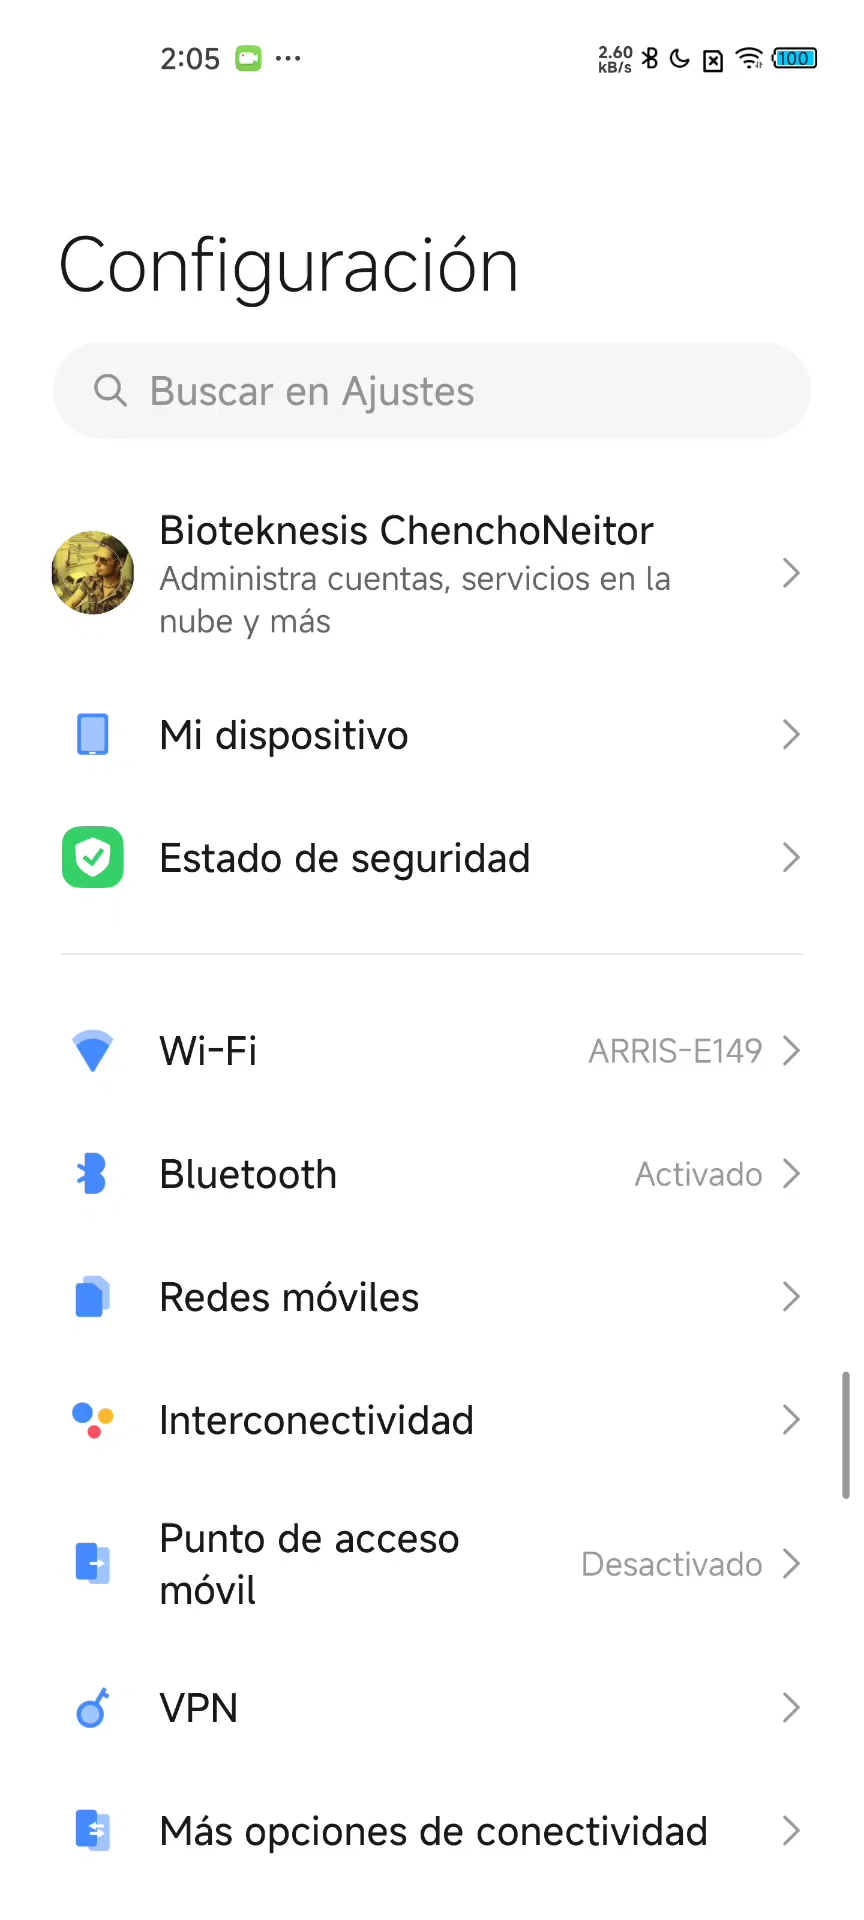 2:05
2.60
kB/s
100
Configuración
Buscar en Ajustes
Bioteknesis ChenchoNeitor
Administra cuentas, servicios en la
nube y más
Mi dispositivo
Estado de seguridad
Wi-Fi
ARRIS-E149
Bluetooth
Activado
Redes móviles
Interconectividad
Punto de acceso
móvil
Desactivado
VPN
Más opciones de conectividad